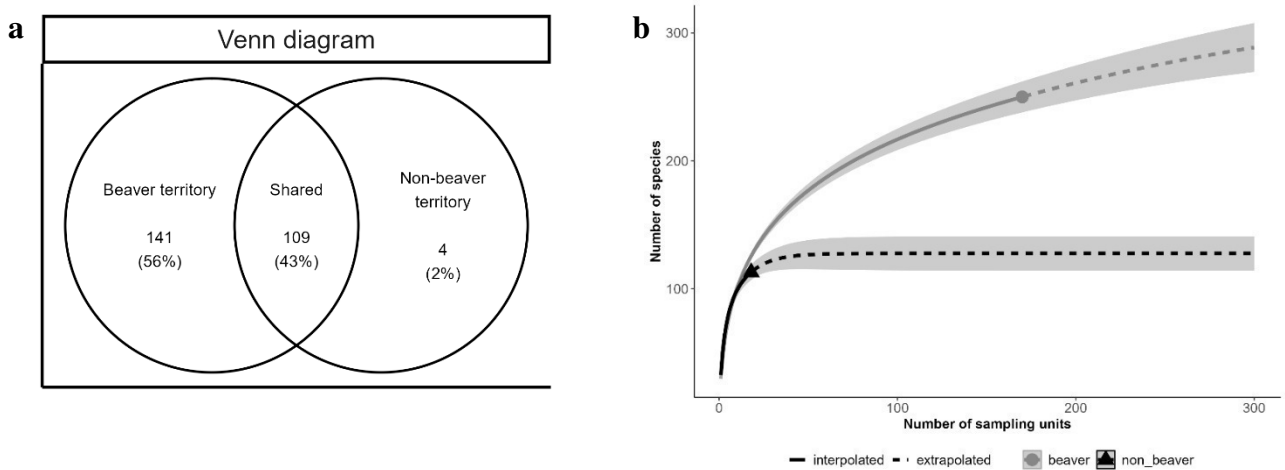 a
Venn diagram
Beaver territory
141
(56%)
Shared
109
(43%)
Non-beaver
territory
4
(2%)
b
Number of species
300
200
100
0
100
200
300
Number of sampling units
interpolated
extrapolated
beaver
non_beaver